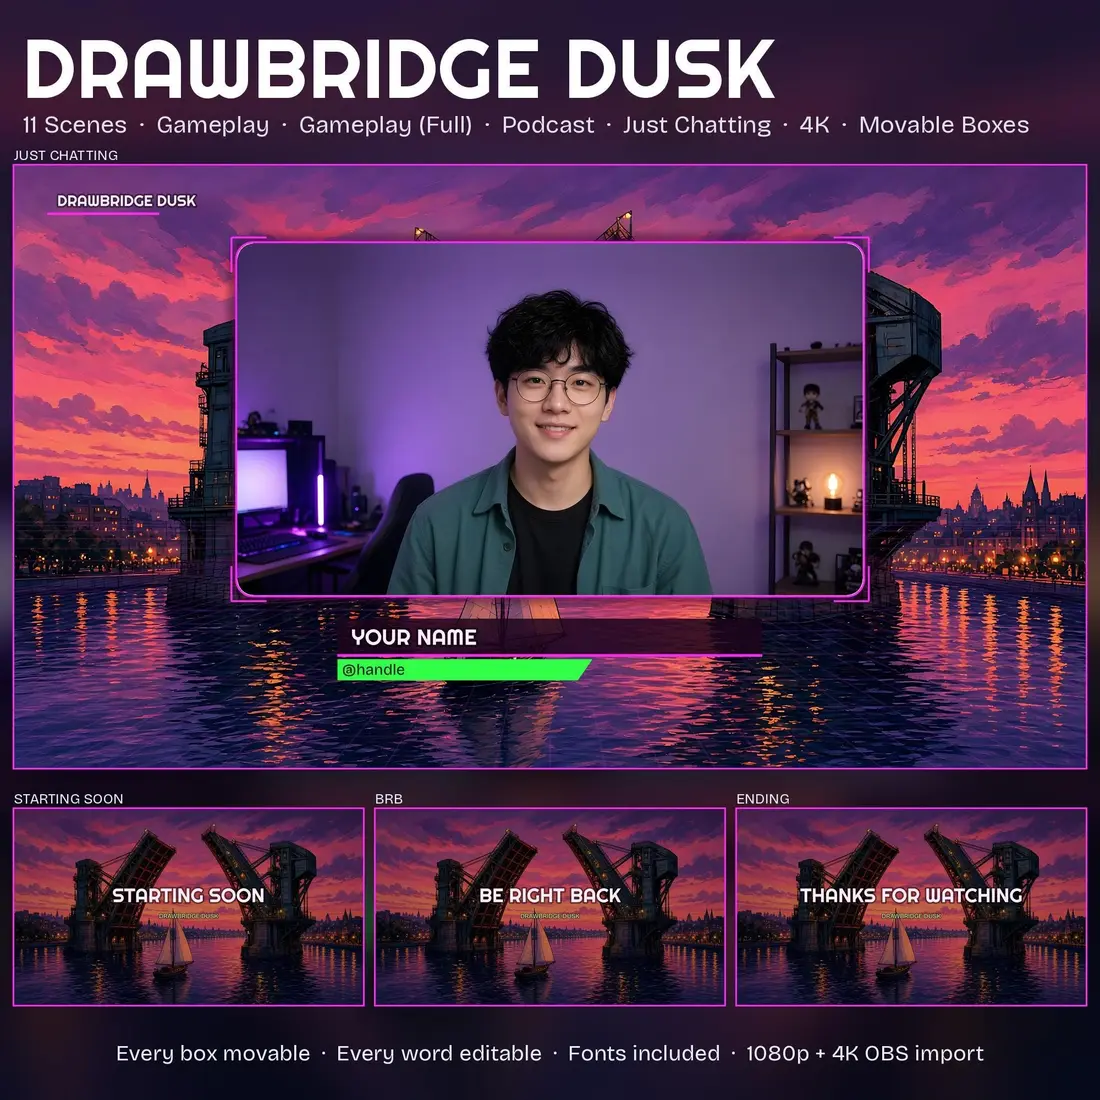 DRAWBRIDGE DUSK
11 Scenes · Gameplay · Gameplay (Full) · Podcast · Just Chatting · 4K · Movable Boxes
JUST CHATTING
DRAWBRIDGE DUSK
YOUR NAME
@handle
STARTING SOON
BRB
ENDING
STARTING SOON
DRAWBRIDGE DUSK
BE RIGHT BACK
DRAWBRIDGE DUSK
THANKS FOR WATCHING
DRAWBRIDGE DUSK
Every box movable · Every word editable · Fonts included · 1080p + 4K OBS import